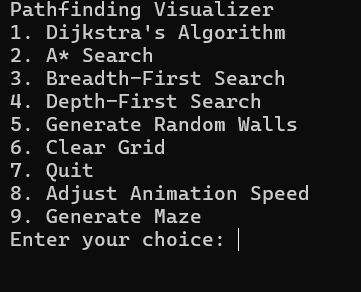 Pathfinding Visualizer
1. Dijkstra's Algorithm
2. A* Search
3. Breadth-First Search
4. Depth-First Search
5. Generate Random Walls
6. Clear Grid
7. Quit
8. Adjust Animation Speed
9. Generate Maze
Enter your choice: